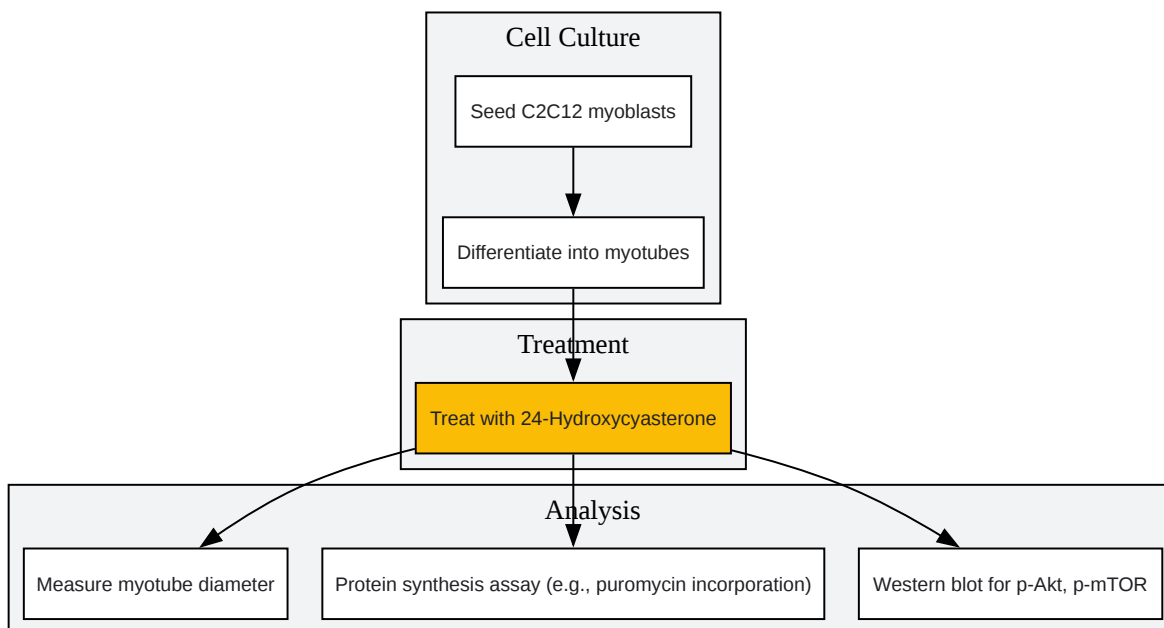 Cell Culture
Seed C2C12 myoblasts
Differentiate into myotubes
Treatment
Treat with 24-Hydroxycyasterone
Analysis
Measure myotube diameter
Protein synthesis assay (e.g., puromycin incorporation)
Western blot for p-Akt, p-mTOR